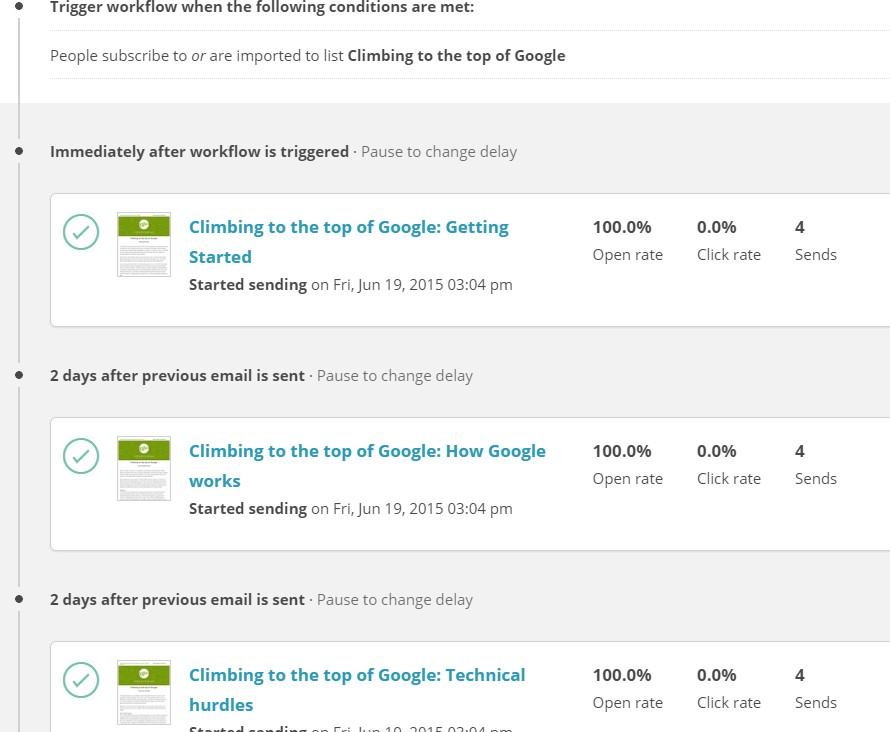 Trigger workflow when the following conditions are met:
People subscribe to or are imported to list Climbing to the top of Google
Immediately after workflow is triggered · Pause to change delay
Climbing to the top of Google: Getting
Started
Started sending on Fri, Jun 19, 2015 03:04 pm
100.0% 0.0% 4
Open rate Click rate Sends
2 days after previous email is sent · Pause to change delay
Climbing to the top of Google: How Google
works
Started sending on Fri, Jun 19, 2015 03:04 pm
100.0% 0.0% 4
Open rate Click rate Sends
2 days after previous email is sent · Pause to change delay
Climbing to the top of Google: Technical
hurdles
Started sending on Fri, Jun 19, 2015 03:04 pm
100.0% 0.0% 4
Open rate Click rate Sends